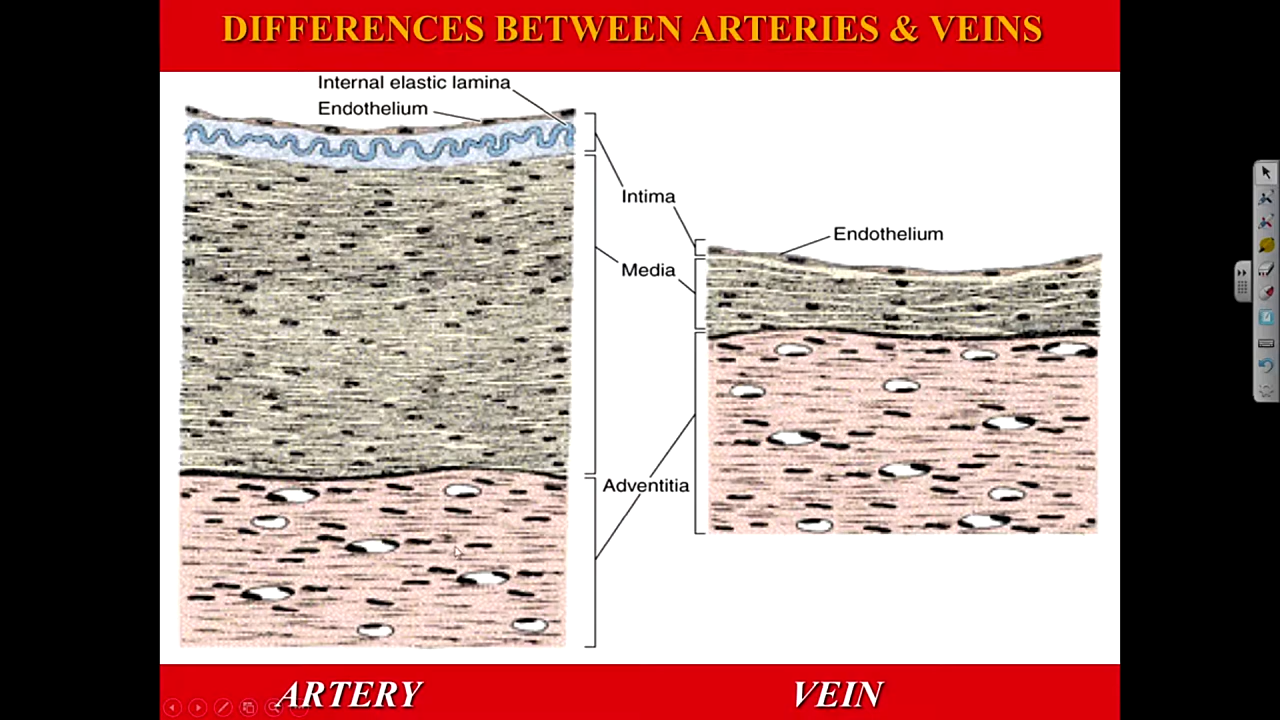 DIFFERENCES BETWEEN ARTERIES & VEINS
Internal elastic lamina
Endothelium
Intima
Endothelium
Media
Adventitia
ARTERY
VEIN